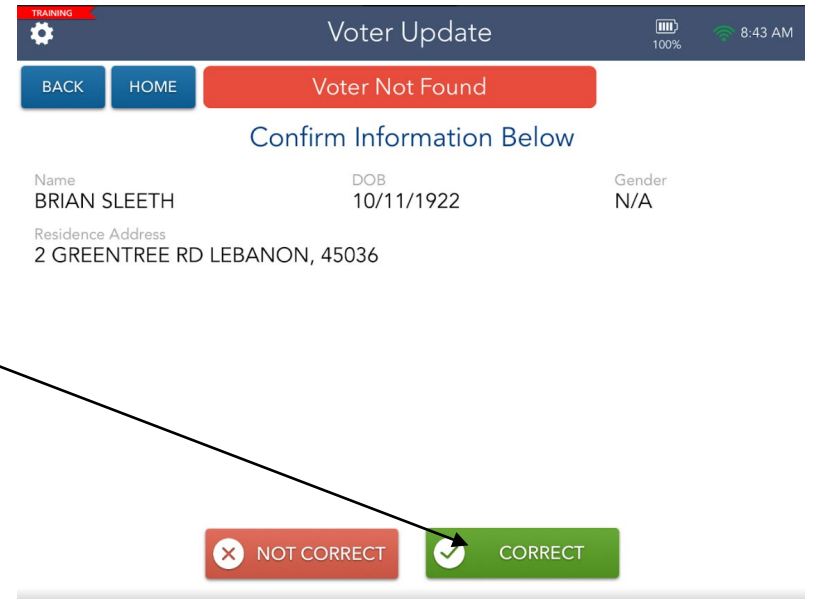 TRAINING
Voter Update
100%
8:43 AM
BACK
HOME
Voter Not Found
Confirm Information Below
Name
DOB
Gender
BRIAN SLEETH
10/11/1922
N/A
Residence Address
2 GREENTREE RD LEBANON, 45036
NOT CORRECT
CORRECT